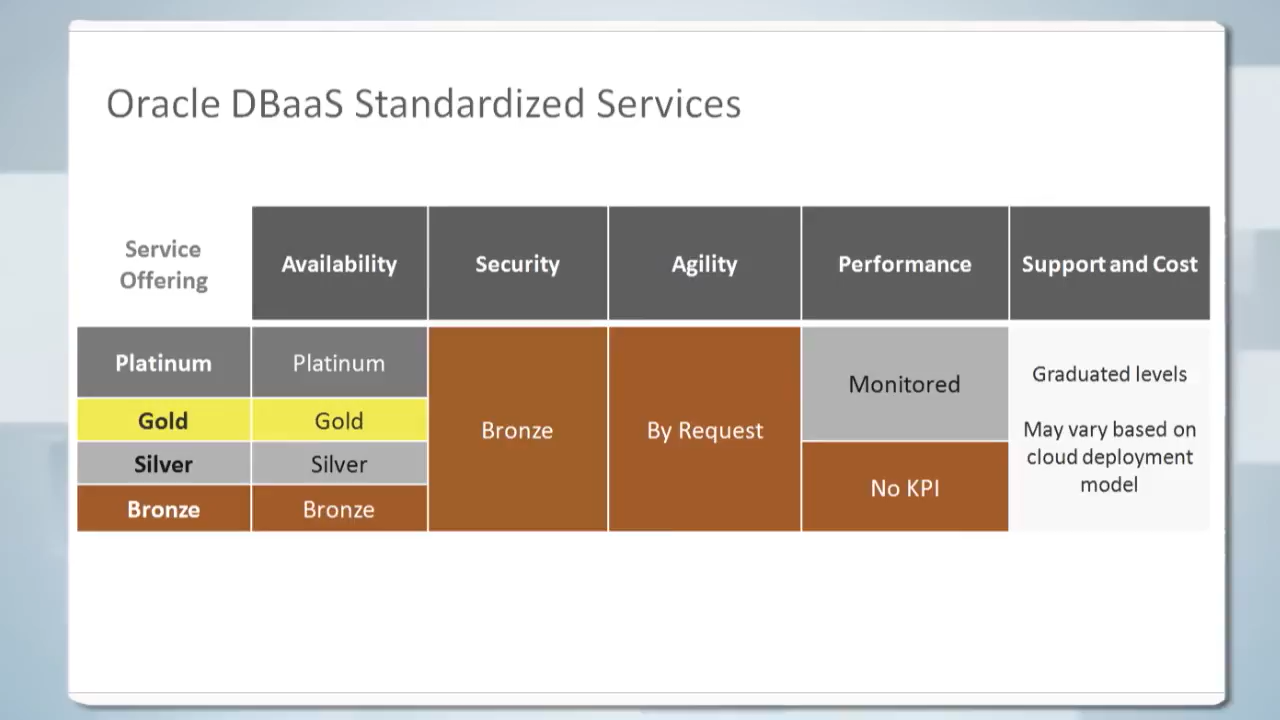 Oracle DBaaS Standardized Services
Service
Offering
Availability
Security
Agility
Performance
Support and Cost
Platinum
Platinum
Gold
Gold
Silver
Silver
Bronze
Bronze
Bronze
By Request
Monitored
No KPI
Graduated levels
May vary based on
cloud deployment
model